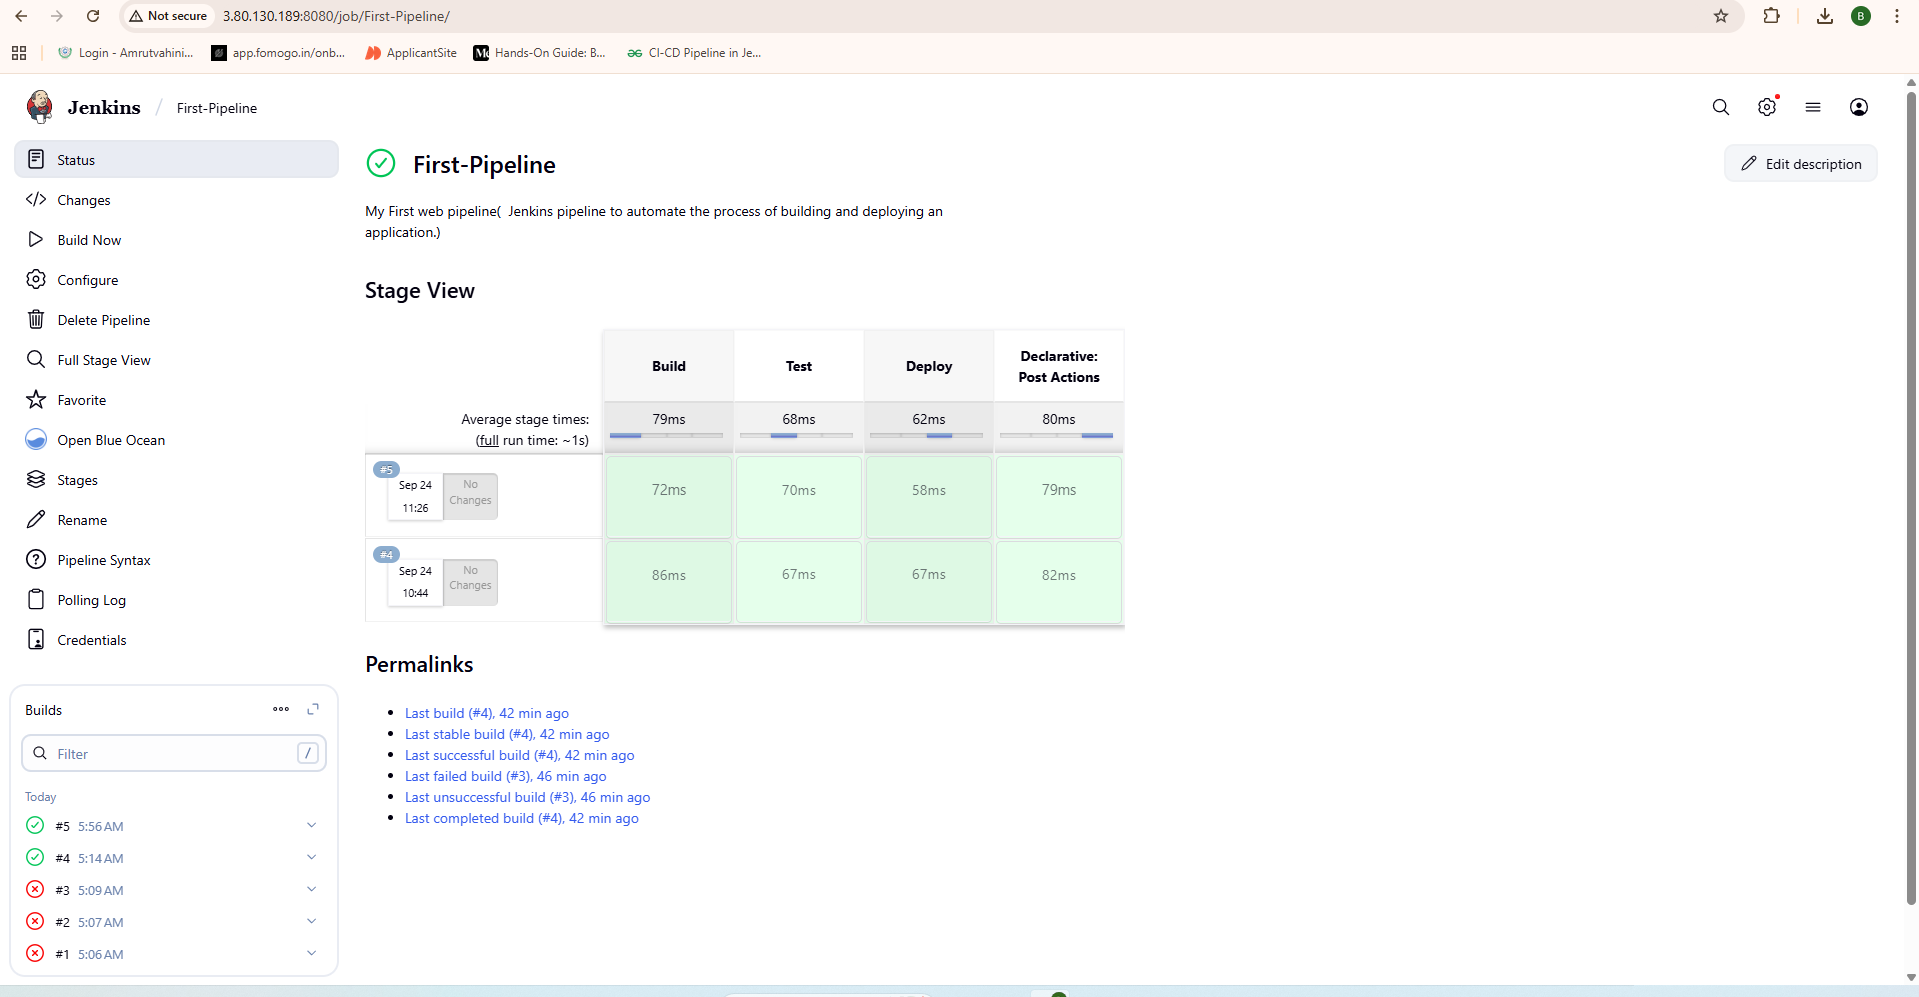 Not secure
3.80.130.189:8080/job/First-Pipeline/
B
Login - Amrutvahini...
app.fomogo.in/onb...
ApplicantSite
Hands-On Guide: B...
CI-CD Pipeline in Je...
Jenkins / First-Pipeline
Status
Changes
Build Now
Configure
Delete Pipeline
Full Stage View
Favorite
Open Blue Ocean
Stages
Rename
Pipeline Syntax
Polling Log
Credentials
Builds
Filter
/
Today
#5 5:56 AM
#4 5:14 AM
#3 5:09 AM
#2 5:07 AM
#1 5:06 AM
First-Pipeline
Edit description
My First web pipeline( Jenkins pipeline to automate the process of building and deploying an
application.)
Stage View
Build
Test
Deploy
Declarative:
Post Actions
Average stage times:
(full run time: ~1s)
79ms
68ms
62ms
80ms
#5
Sep 24
11:26
No
Changes
72ms
70ms
58ms
79ms
#4
Sep 24
10:44
No
Changes
86ms
67ms
67ms
82ms
Permalinks
Last build (#4), 42 min ago
Last stable build (#4), 42 min ago
Last successful build (#4), 42 min ago
Last failed build (#3), 46 min ago
Last unsuccessful build (#3), 46 min ago
Last completed build (#4), 42 min ago